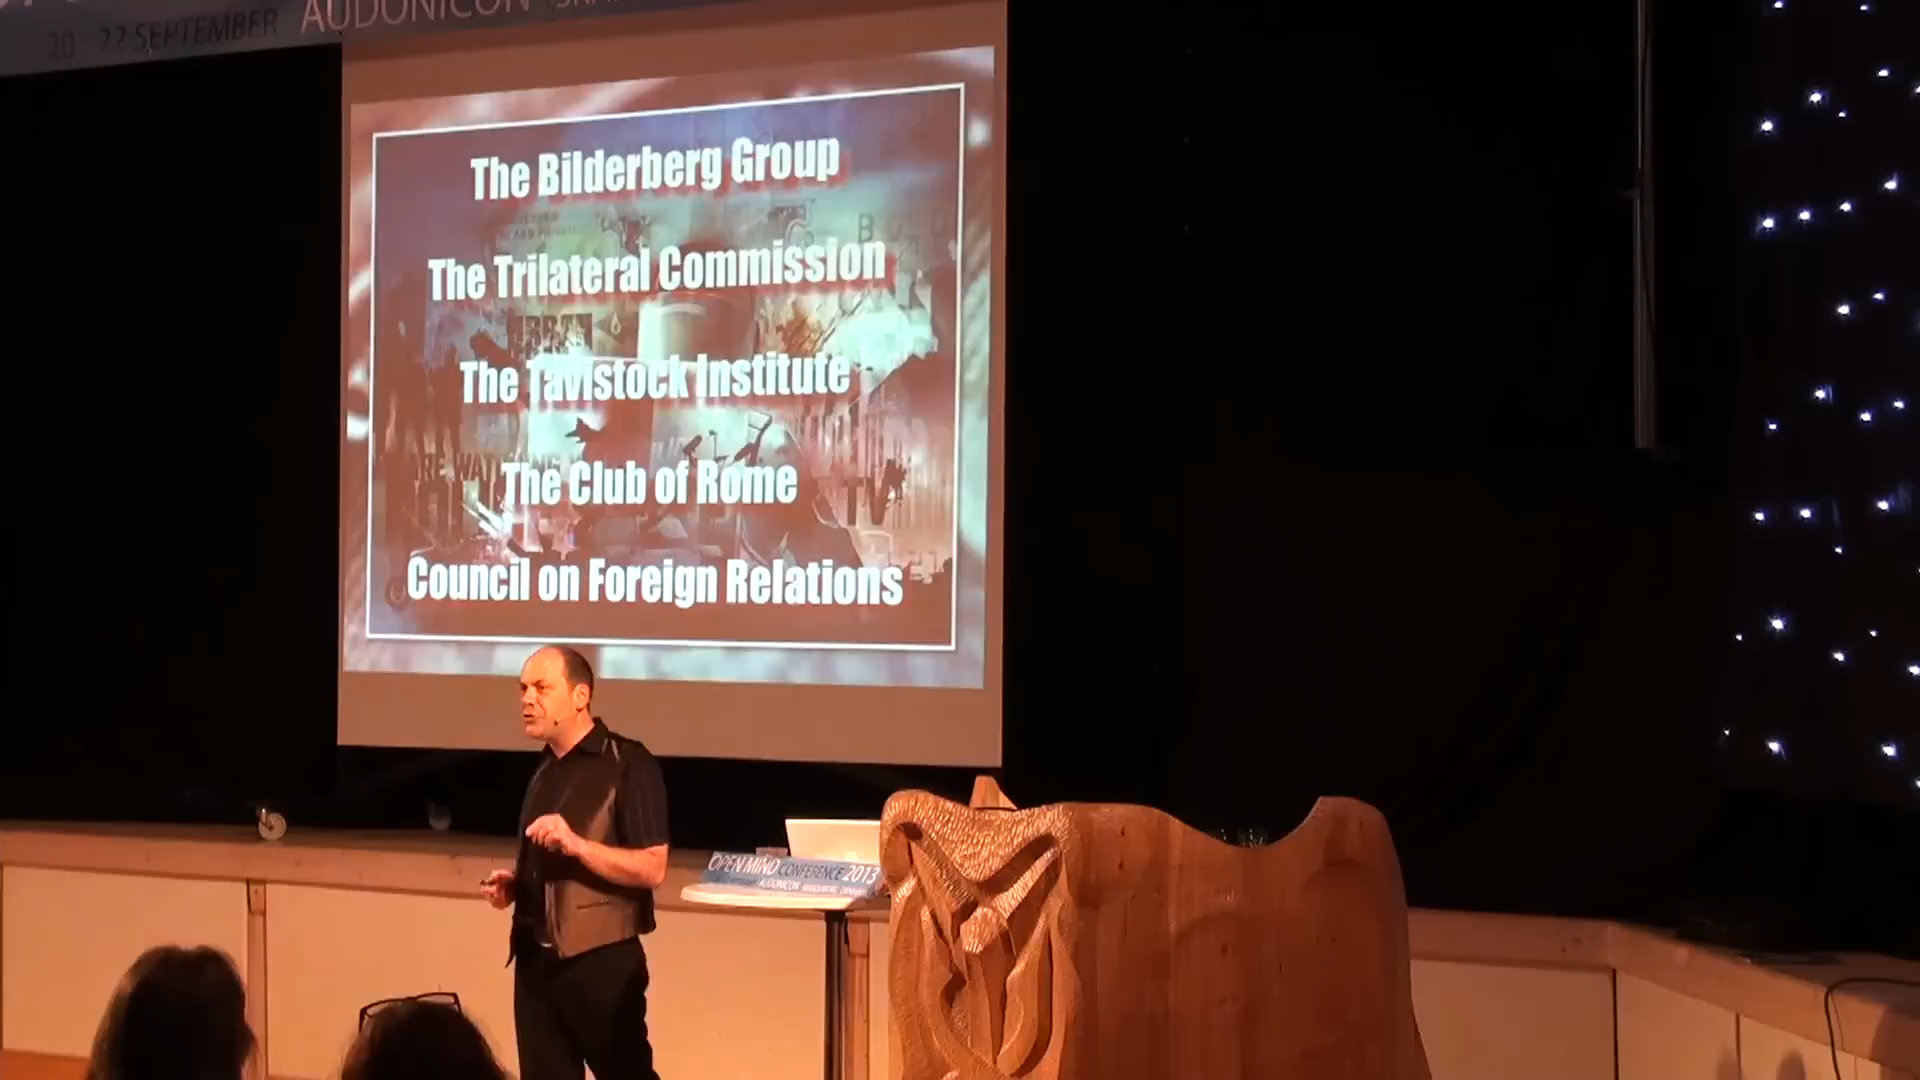 20 - 22 SEPTEMBER AUDONICON
The Bilderberg Group
The Trilateral Commission
The Tavistock Institute
The Club of Rome
Council on Foreign Relations
OPEN MIND CONFERENCE 2013
AUDONICON